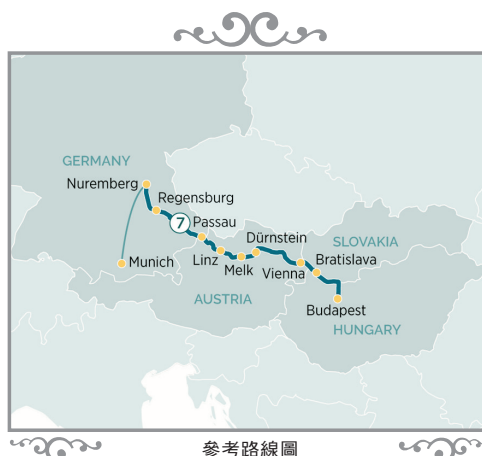 GERMANY
Nuremberg
Regensburg
7
Passau
Dürnstein
SLOVAKIA
Munich
Linz
Melk
Vienna
Bratislava
AUSTRIA
Budapest
HUNGARY
參考路線圖